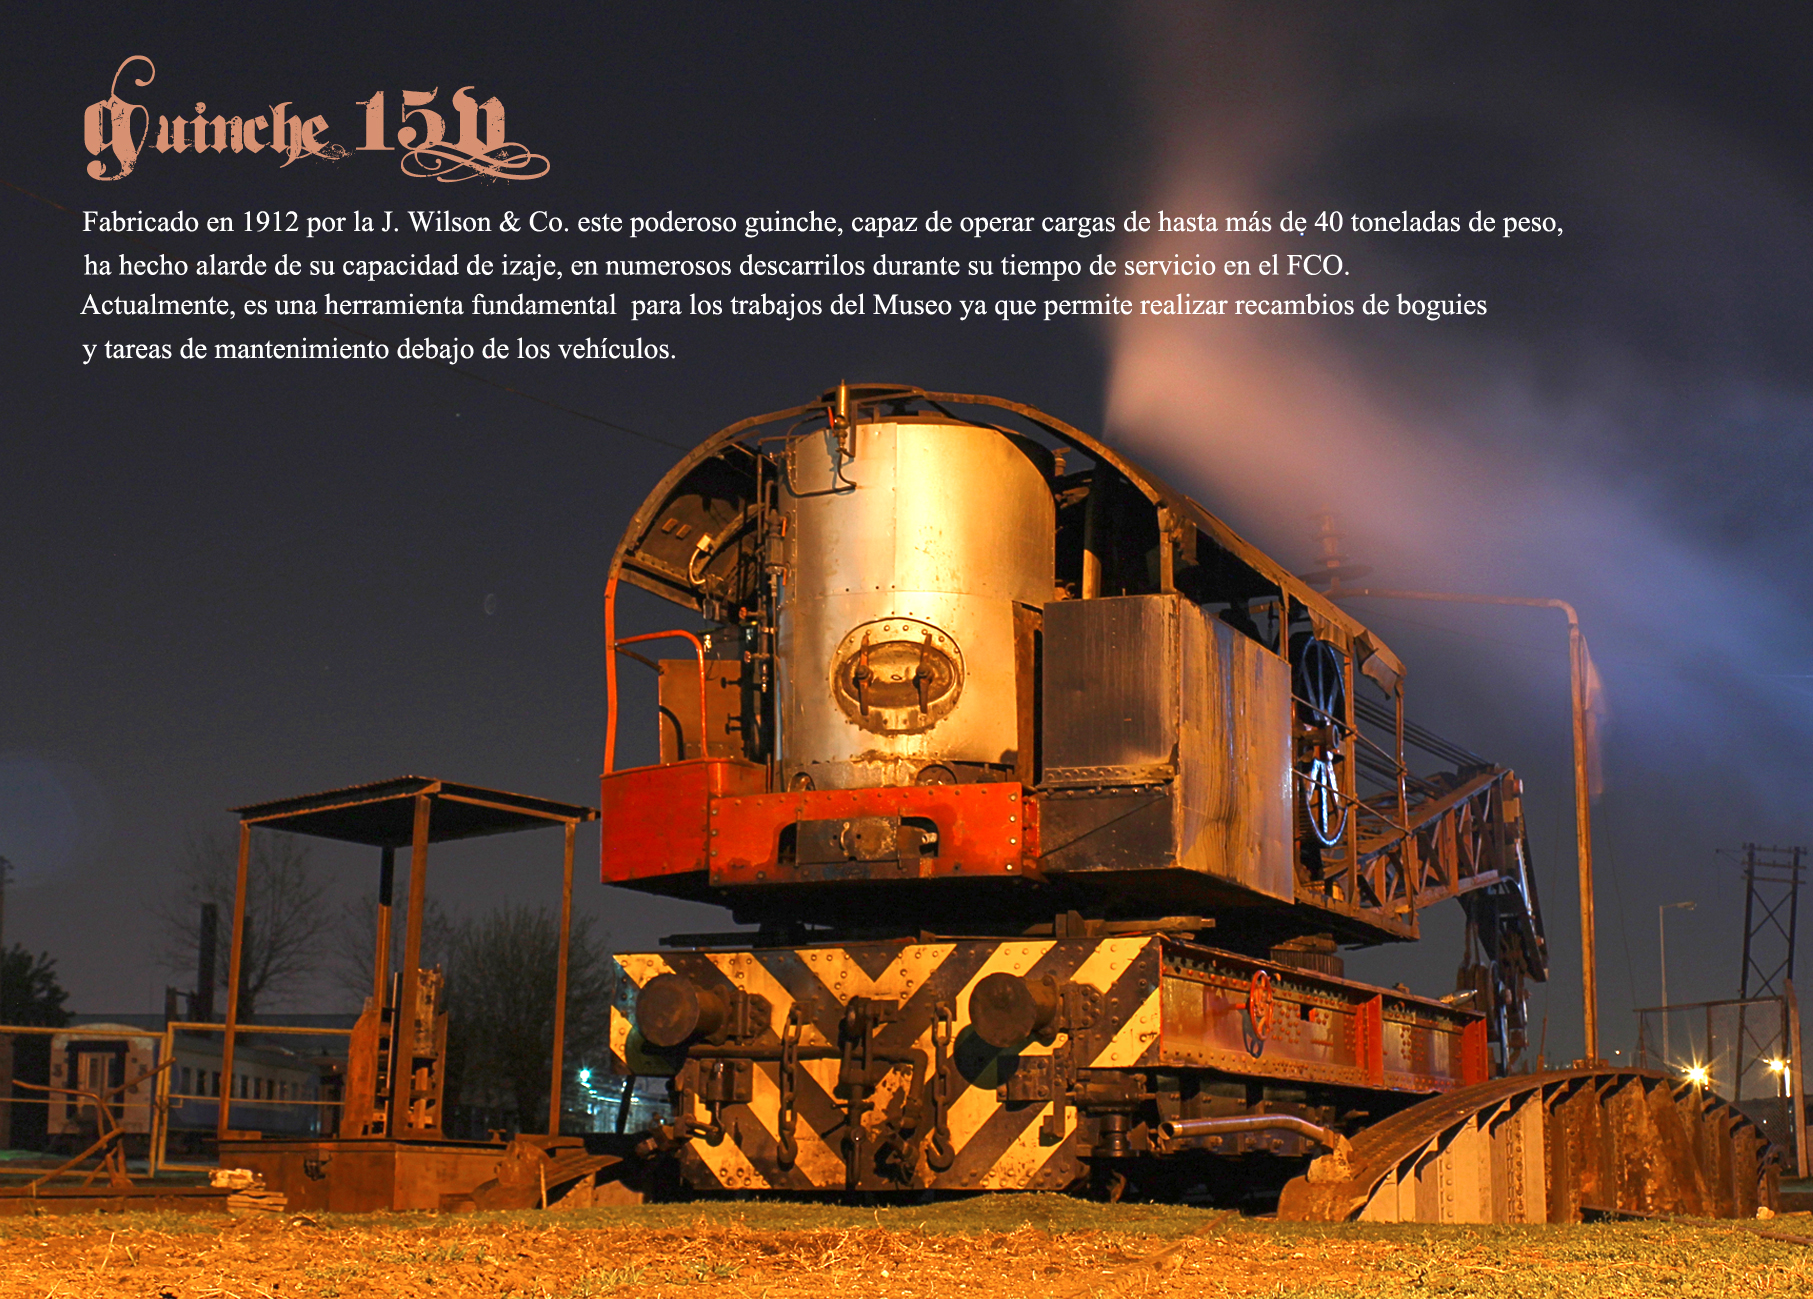 guinche 15V
Fabricado en 1912 por la J. Wilson & Co. este poderoso guinche, capaz de operar cargas de hasta más de 40 toneladas de peso,
ha hecho alarde de su capacidad de izaje, en numerosos descarrilos durante su tiempo de servicio en el FCO.
Actualmente, es una herramienta fundamental  para los trabajos del Museo ya que permite realizar recambios de boguies
y tareas de mantenimiento debajo de los vehículos.